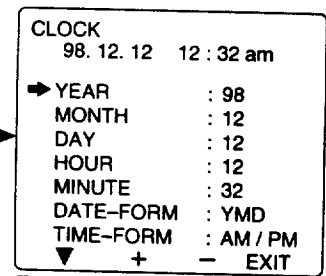 CLOCK
98. 12. 12 12 : 32 am
YEAR : 98
MONTH : 12
DAY : 12
HOUR : 12
MINUTE : 32
DATE–FORM : YMD
TIME–FORM : AM / PM
▼ + – EXIT